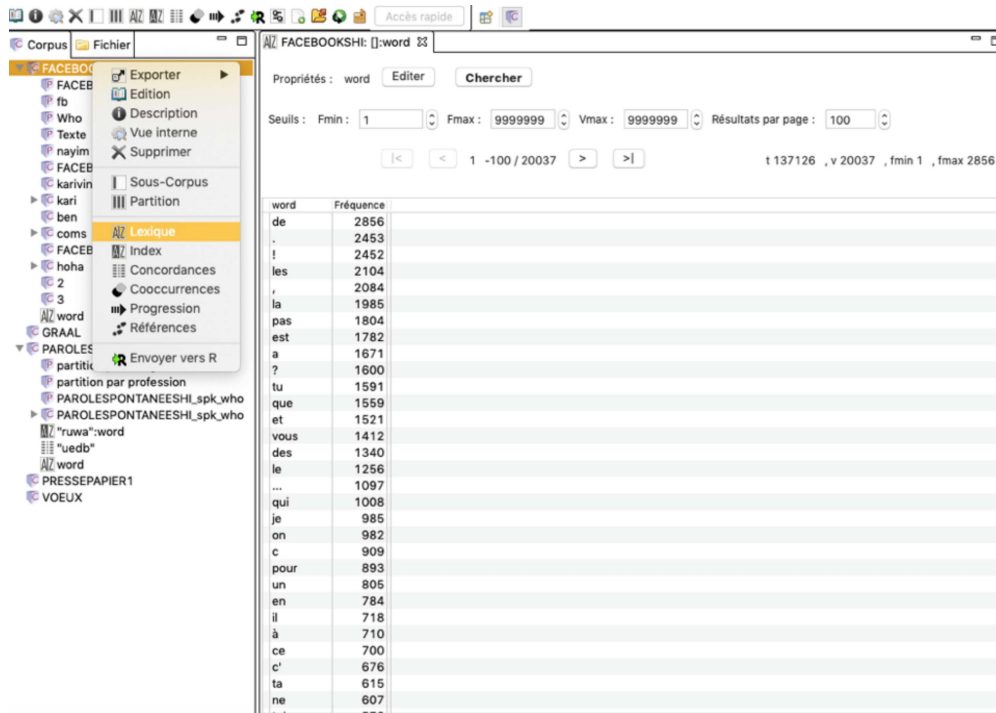 Accès rapide
Corpus Fichier
FACEBOO
FACEB
fb
Who
Texte
nayim
FACEB
karivin
kari
ben
coms
FACEB
hoha
2
3
word
GRAAL
PAROLES
partitio
partition par profession
PAROLESPONTANEESHI_spk_who
PAROLESPONTANEESHI_spk_who
"ruwa":word
"uedb"
word
PRESSEPAPIER1
VOEUX
Exporter
Edition
Description
Vue interne
Supprimer
Sous-Corpus
Partition
Lexique
Index
Concordances
Cooccurrences
Progression
Références
Envoyer vers R
FACEBOOKSHI: []:word
Propriétés : word Editer Chercher
Seuils : Fmin : 1 Fmax : 9999999 Vmax : 9999999 Résultats par page : 100
|< < 1 -100 / 20037 > >| t 137126 , v 20037 , fmin 1 , fmax 2856
word Fréquence
de 2856
. 2453
! 2452
les 2104
, 2084
la 1985
pas 1804
est 1782
a 1671
? 1600
tu 1591
que 1559
et 1521
vous 1412
des 1340
le 1256
... 1097
qui 1008
je 985
on 982
c 909
pour 893
un 805
en 784
il 718
à 710
ce 700
c' 676
ta 615
ne 607